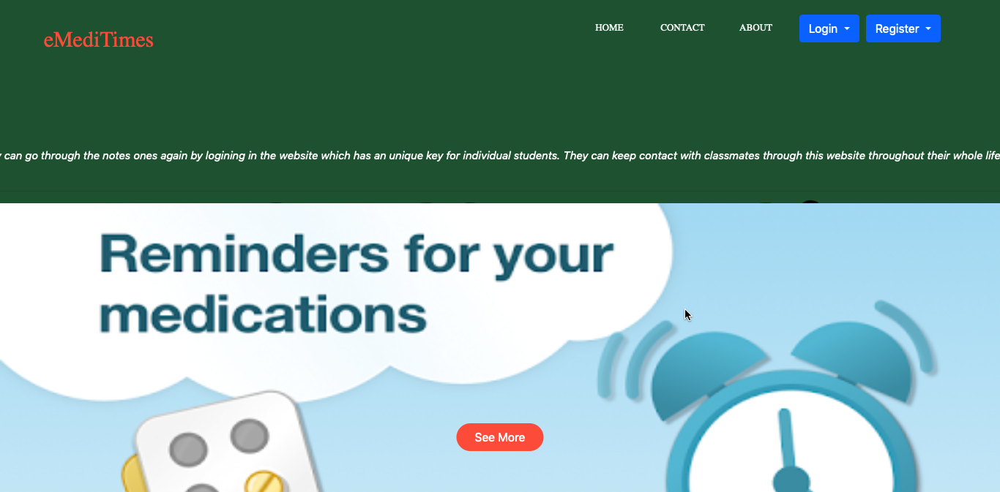 eMediTimes
HOME CONTACT ABOUT Login Register
can go through the notes ones again by logining in the website which has an unique key for individual students. They can keep contact with classmates through this website throughout their whole life
Reminders for your
medications
See More